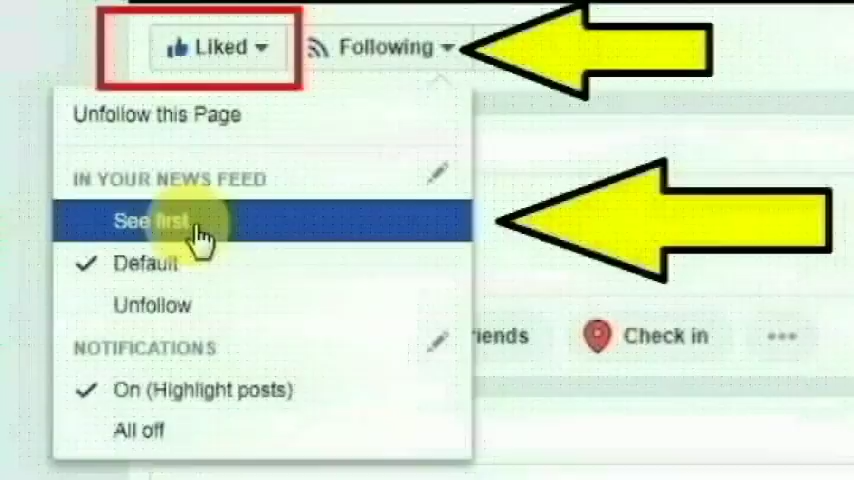 Liked Following
Unfollow this Page
IN YOUR NEWS FEED
See first
Default
Unfollow
NOTIFICATIONS
riends Check in
On (Highlight posts)
All off